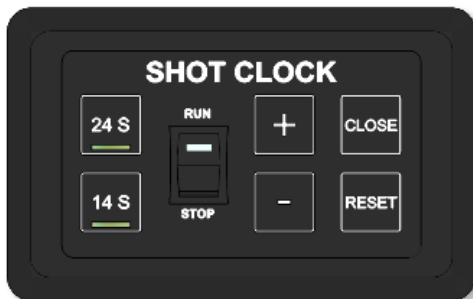 SHOT CLOCK
24 S
RUN
+
CLOSE
14 S
STOP
-
RESET